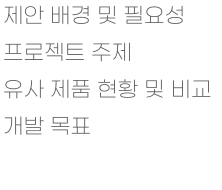 제안 배경 및 필요성
프로젝트 주제
유사 제품 현황 및 비교
개발 목표